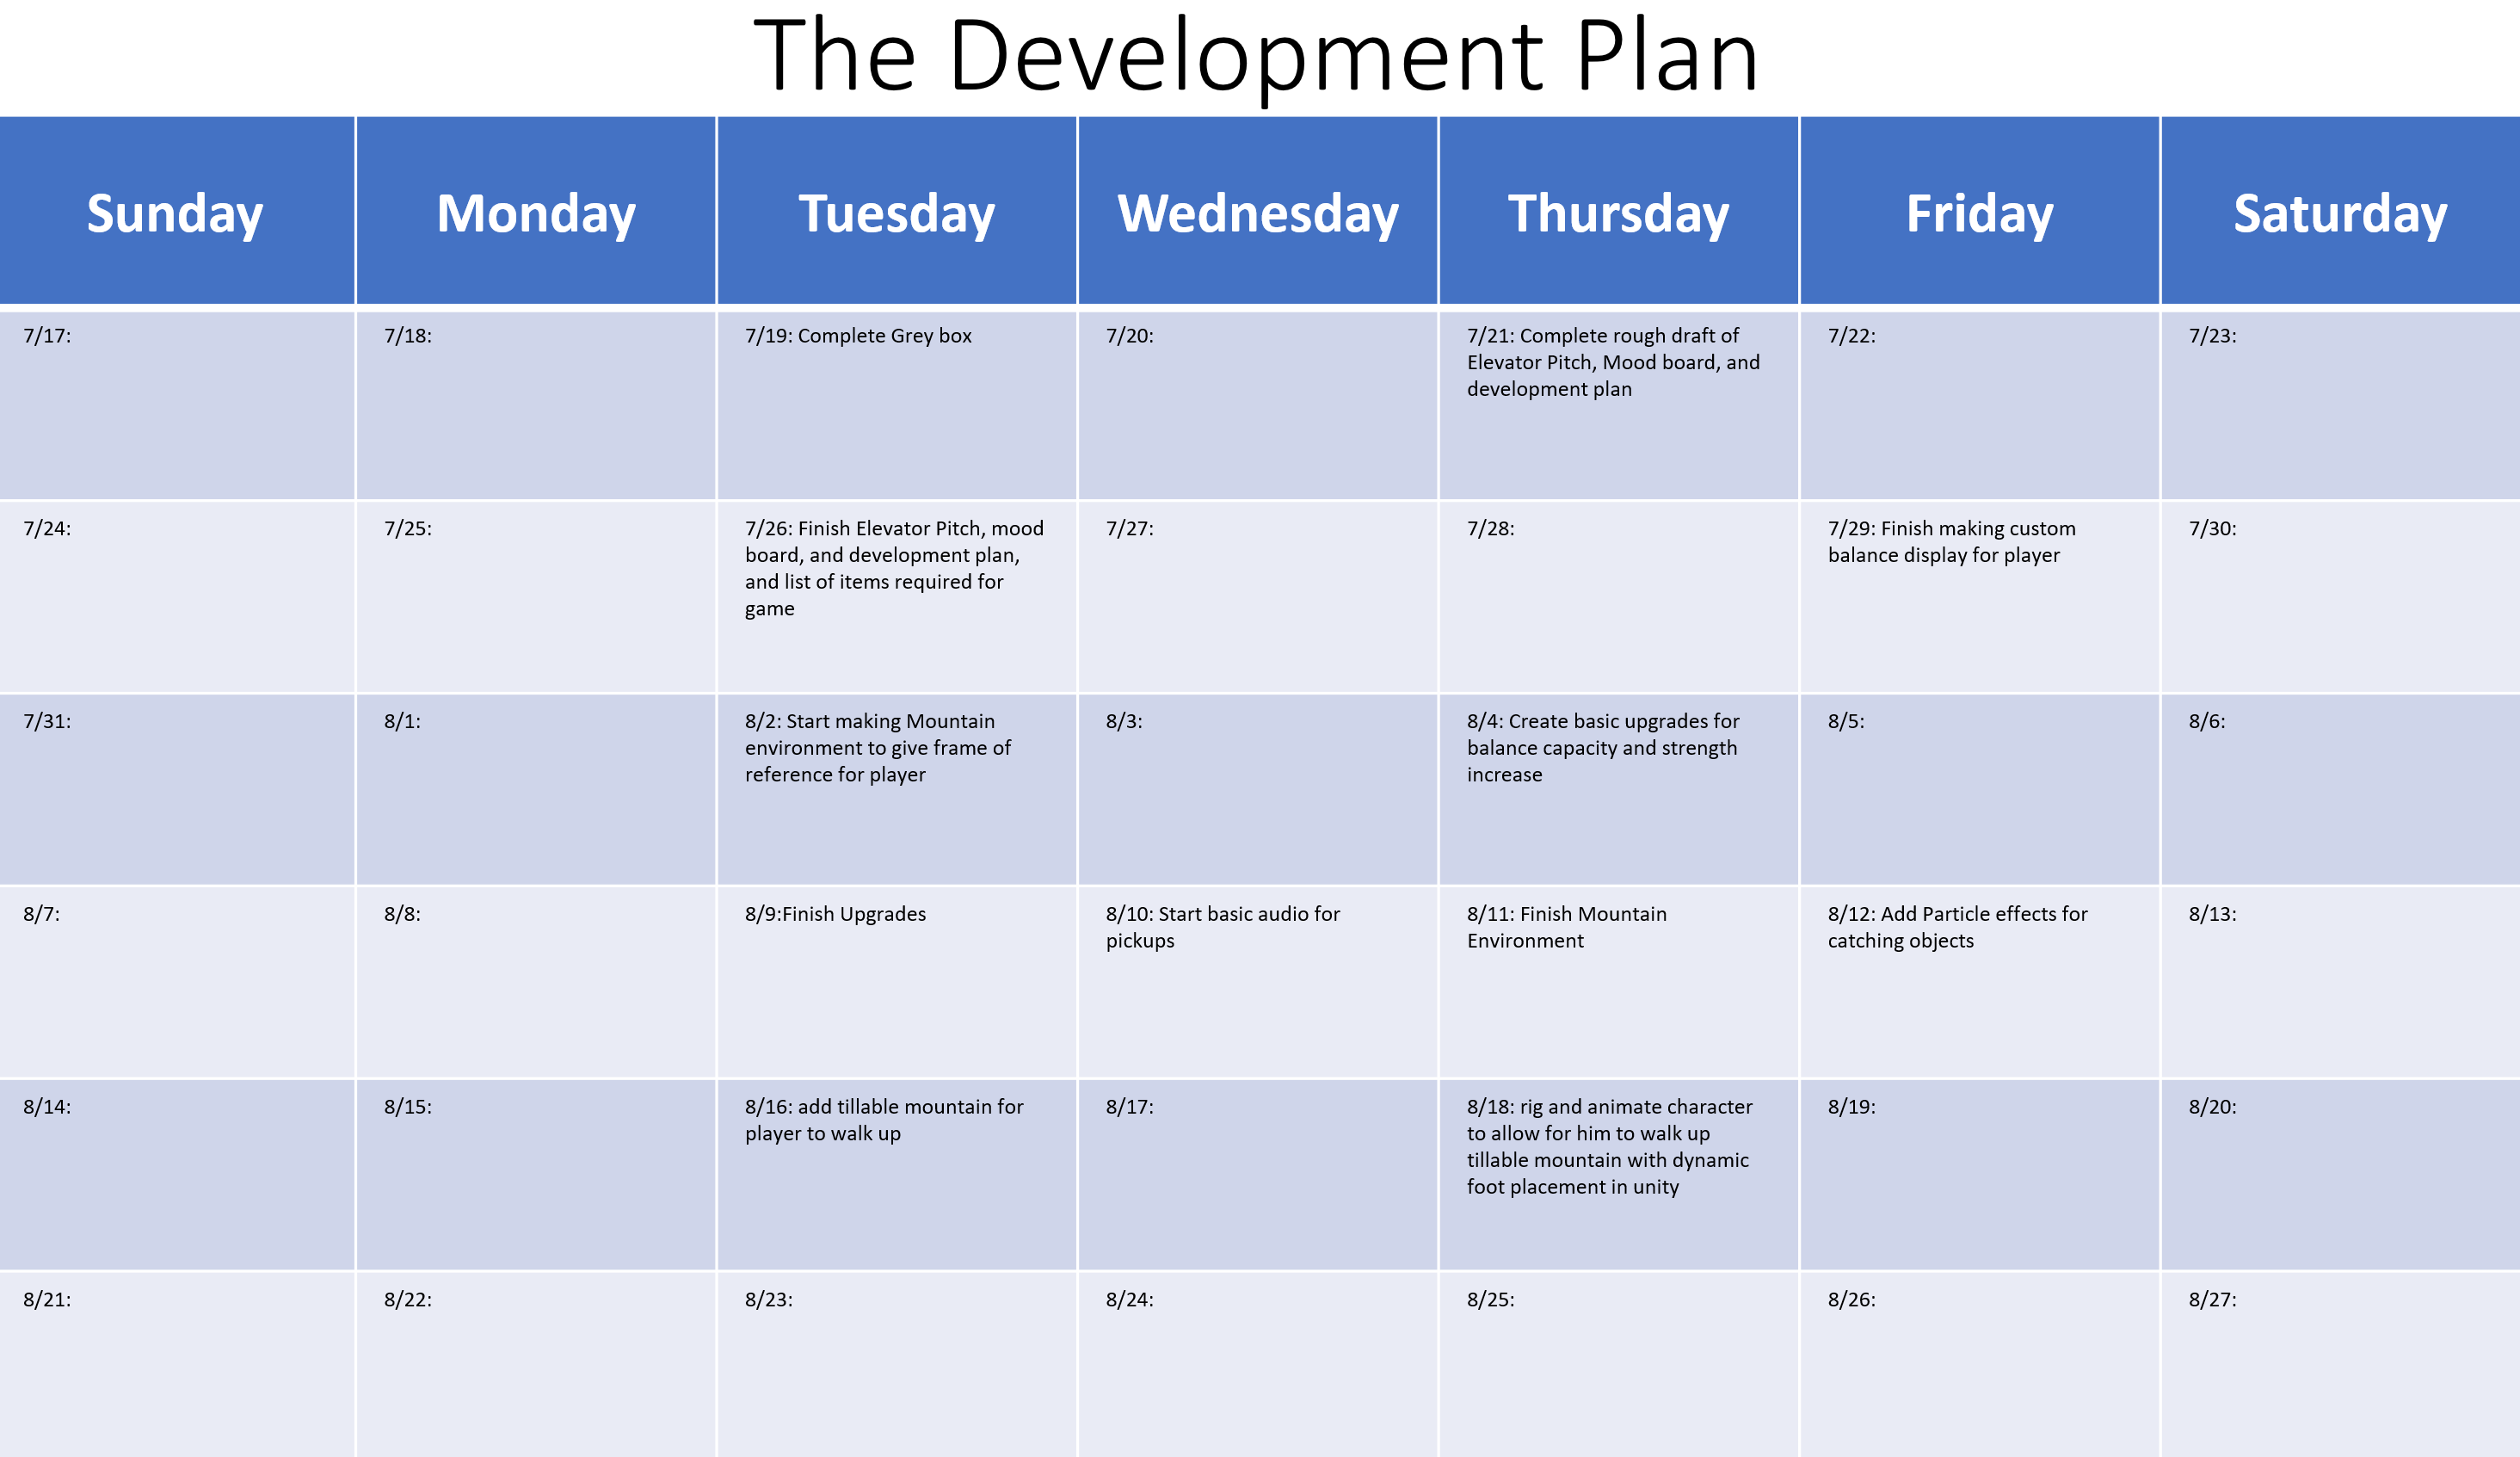 The Development Plan
Sunday
Monday
Tuesday
Wednesday
Thursday
Friday
Saturday
7/17:
7/18:
7/19: Complete Grey box
7/20:
7/21: Complete rough draft of
Elevator Pitch, Mood board, and
development plan
7/22:
7/23:
7/24:
7/25:
7/26: Finish Elevator Pitch, mood
board, and development plan,
and list of items required for
game
7/27:
7/28:
7/29: Finish making custom
balance display for player
7/30:
7/31:
8/1:
8/2: Start making Mountain
environment to give frame of
reference for player
8/3:
8/4: Create basic upgrades for
balance capacity and strength
increase
8/5:
8/6:
8/7:
8/8:
8/9:Finish Upgrades
8/10: Start basic audio for
pickups
8/11: Finish Mountain
Environment
8/12: Add Particle effects for
catching objects
8/13:
8/14:
8/15:
8/16: add tillable mountain for
player to walk up
8/17:
8/18: rig and animate character
to allow for him to walk up
tillable mountain with dynamic
foot placement in unity
8/19:
8/20:
8/21:
8/22:
8/23:
8/24:
8/25:
8/26:
8/27: